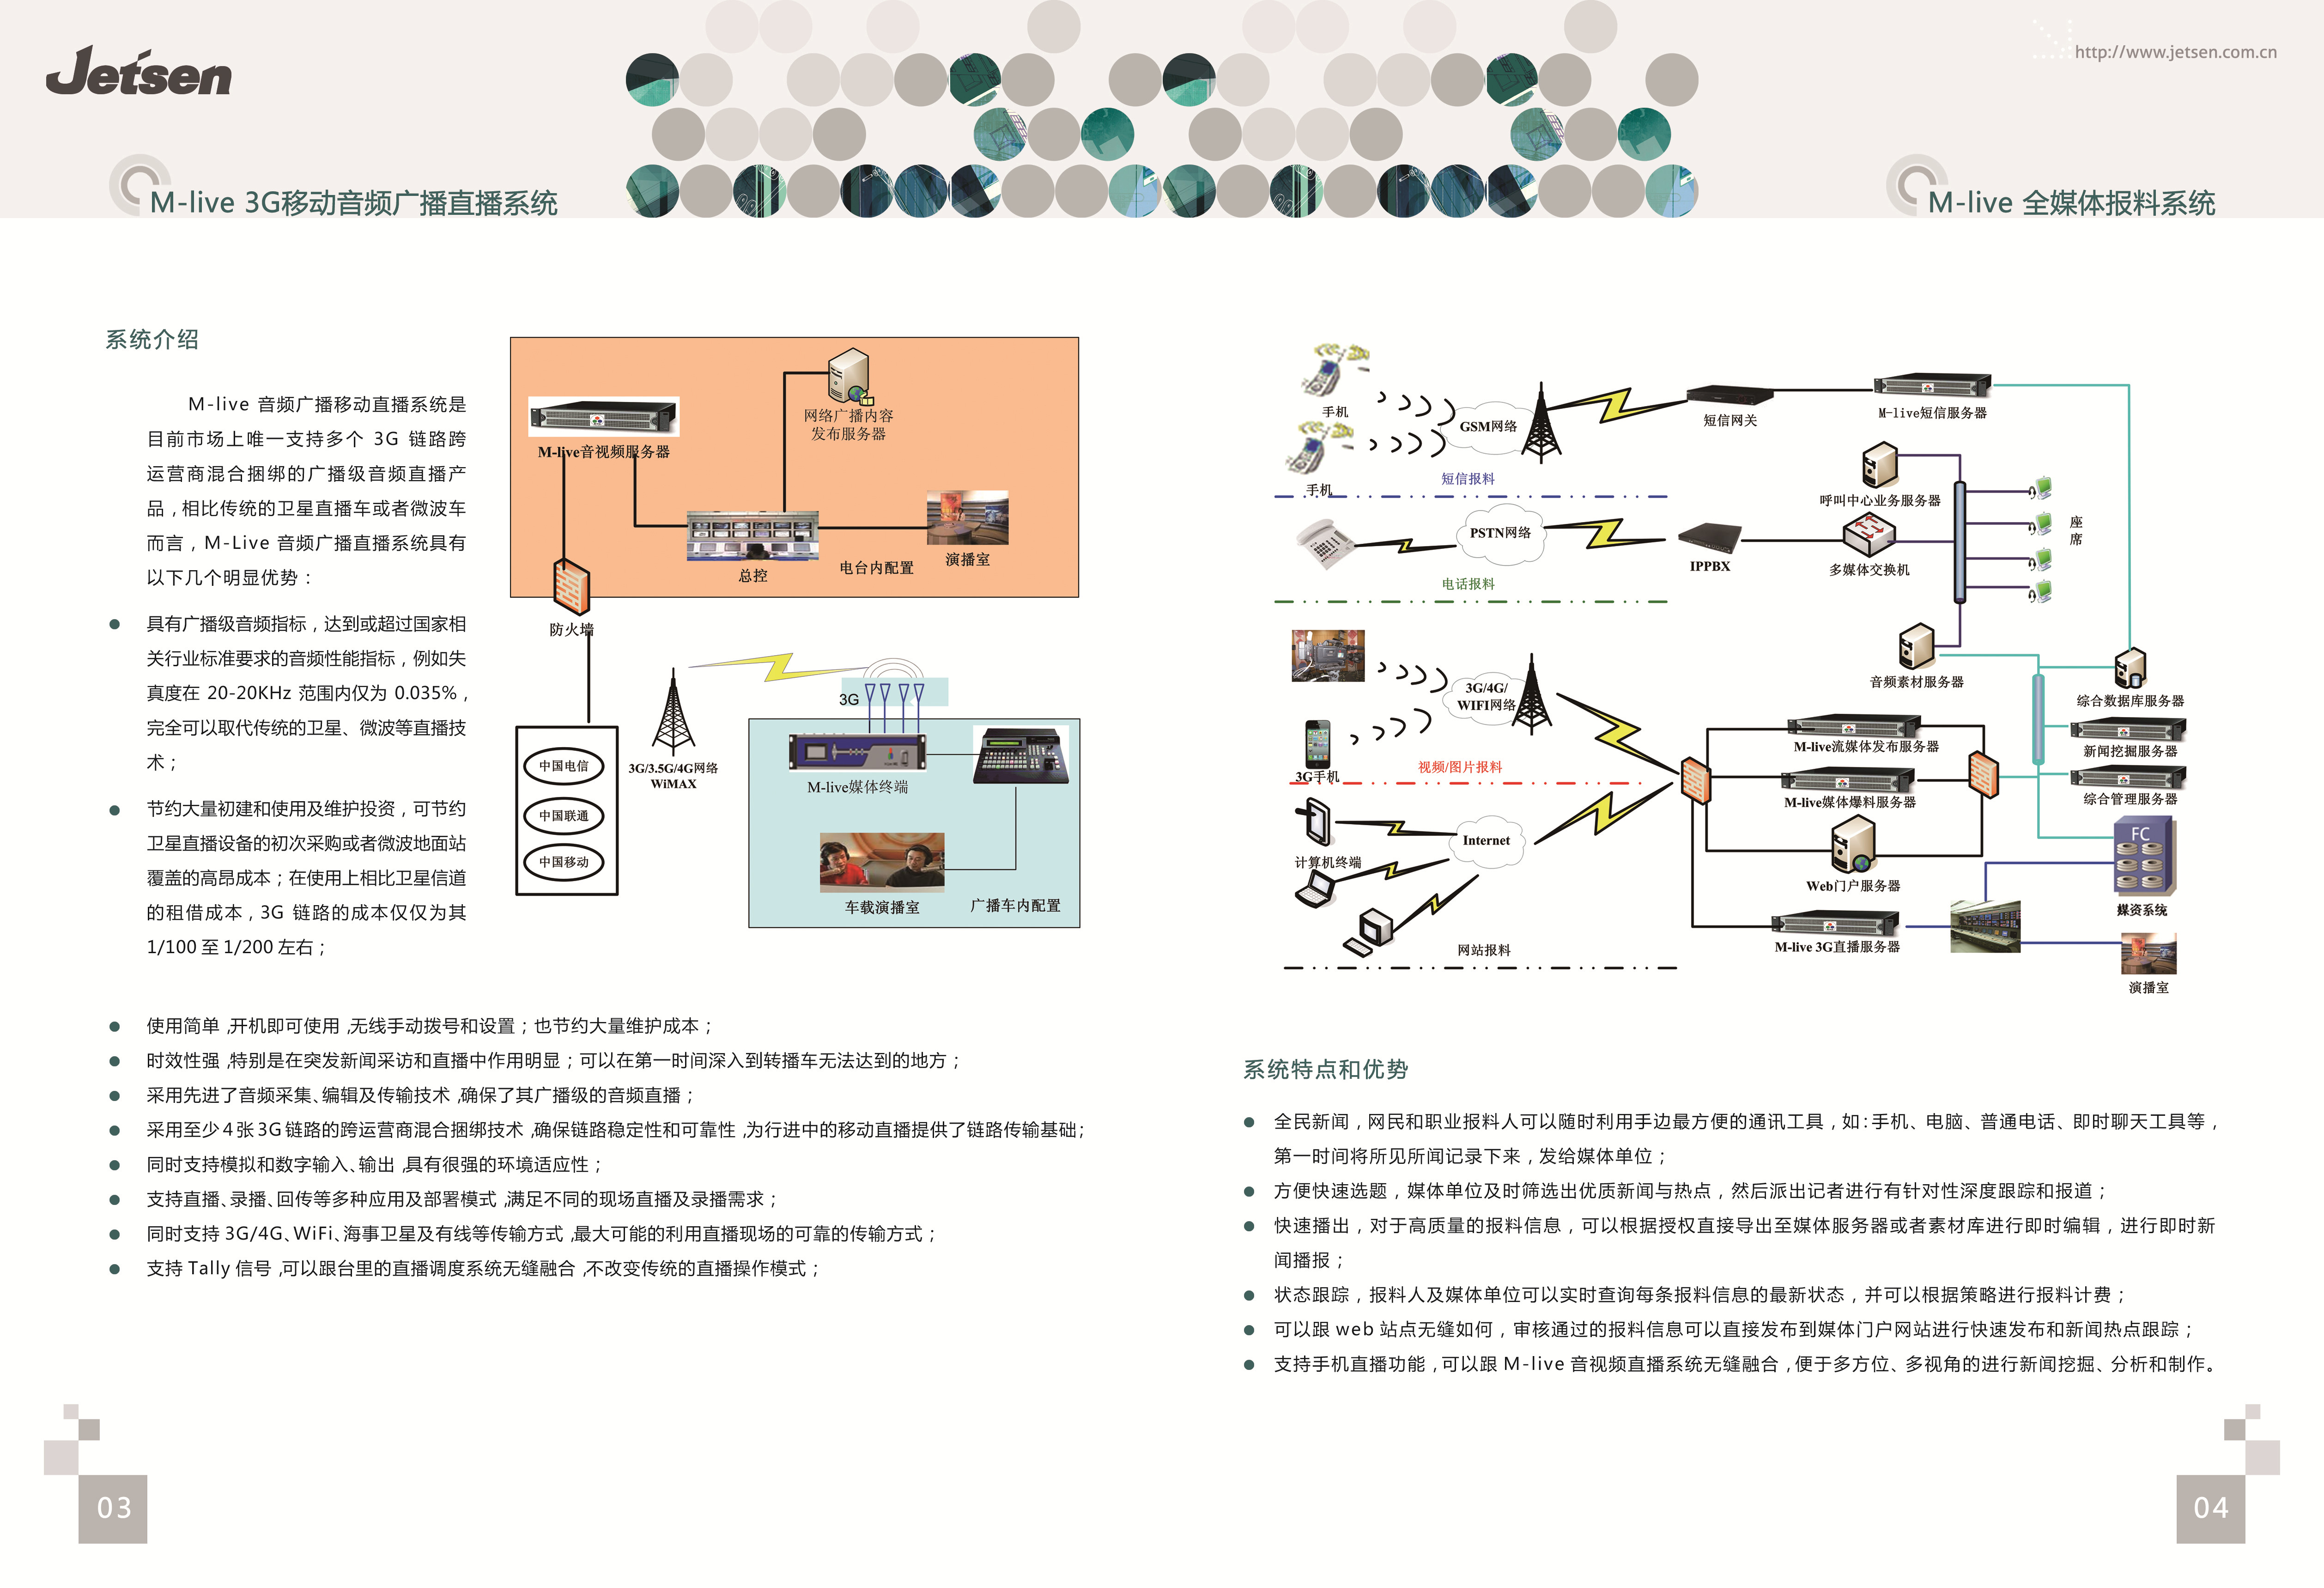 Jetsen
http://www.jetsen.com.cn
M-live 3G移动音频广播直播系统
M-live 全媒体报料系统
系统介绍
M-live 音频广播移动直播系统是
目前市场上唯一支持多个 3G 链路跨
运营商混合捆绑的广播级音频直播产
品，相比传统的卫星直播车或者微波车
而言，M-Live 音频广播直播系统具有
以下几个明显优势：
● 具有广播级音频指标，达到或超过国家相
关行业标准要求的音频性能指标，例如失
真度在 20-20KHz 范围内仅为 0.035%，
完全可以取代传统的卫星、微波等直播技
术；
● 节约大量初建和使用及维护投资，可节约
卫星直播设备的初次采购或者微波地面站
覆盖的高昂成本；在使用上相比卫星信道
的租借成本，3G 链路的成本仅仅为其
1/100 至 1/200 左右；
M-live音视频服务器
网络广播内容
发布服务器
总控
电台内配置
演播室
防火墙
中国电信
中国联通
中国移动
3G/3.5G/4G网络
WiMAX
3G
M-live媒体终端
车载演播室
广播车内配置
● 使用简单，开机即可使用，无线手动拨号和设置；也节约大量维护成本；
● 时效性强，特别是在突发新闻采访和直播中作用明显；可以在第一时间深入到转播车无法达到的地方；
● 采用先进了音频采集、编辑及传输技术，确保了其广播级的音频直播；
● 采用至少4张3G链路的跨运营商混合捆绑技术，确保链路稳定性和可靠性，为行进中的移动直播提供了链路传输基础；
● 同时支持模拟和数字输入、输出，具有很强的环境适应性；
● 支持直播、录播、回传等多种应用及部署模式，满足不同的现场直播及录播需求；
● 同时支持 3G/4G、WiFi、海事卫星及有线等传输方式，最大可能的利用直播现场的可靠的传输方式；
● 支持 Tally 信号，可以跟台里的直播调度系统无缝融合，不改变传统的直播操作模式；
03
手机
手机
GSM网络
短信报料
短信网关
M-live短信服务器
呼叫中心业务服务器
座
席
PSTN网络
电话报料
IPPBX
多媒体交换机
音频素材服务器
综合数据库服务器
3G/4G/
WIFI网络
3G手机
视频/图片报料
M-live流媒体发布服务器
新闻挖掘服务器
M-live媒体爆料服务器
综合管理服务器
Internet
计算机终端
Web门户服务器
FC
媒资系统
网站报料
M-live 3G直播服务器
演播室
系统特点和优势
● 全民新闻，网民和职业报料人可以随时利用手边最方便的通讯工具，如：手机、电脑、普通电话、即时聊天工具等，
第一时间将所见所闻记录下来，发给媒体单位；
● 方便快速选题，媒体单位及时筛选出优质新闻与热点，然后派出记者进行有针对性深度跟踪和报道；
● 快速播出，对于高质量的报料信息，可以根据授权直接导出至媒体服务器或者素材库进行即时编辑，进行即时新
闻播报；
● 状态跟踪，报料人及媒体单位可以实时查询每条报料信息的最新状态，并可以根据策略进行报料计费；
● 可以跟 web 站点无缝如何，审核通过的报料信息可以直接发布到媒体门户网站进行快速发布和新闻热点跟踪；
● 支持手机直播功能，可以跟 M-live 音视频直播系统无缝融合，便于多方位、多视角的进行新闻挖掘、分析和制作。
04